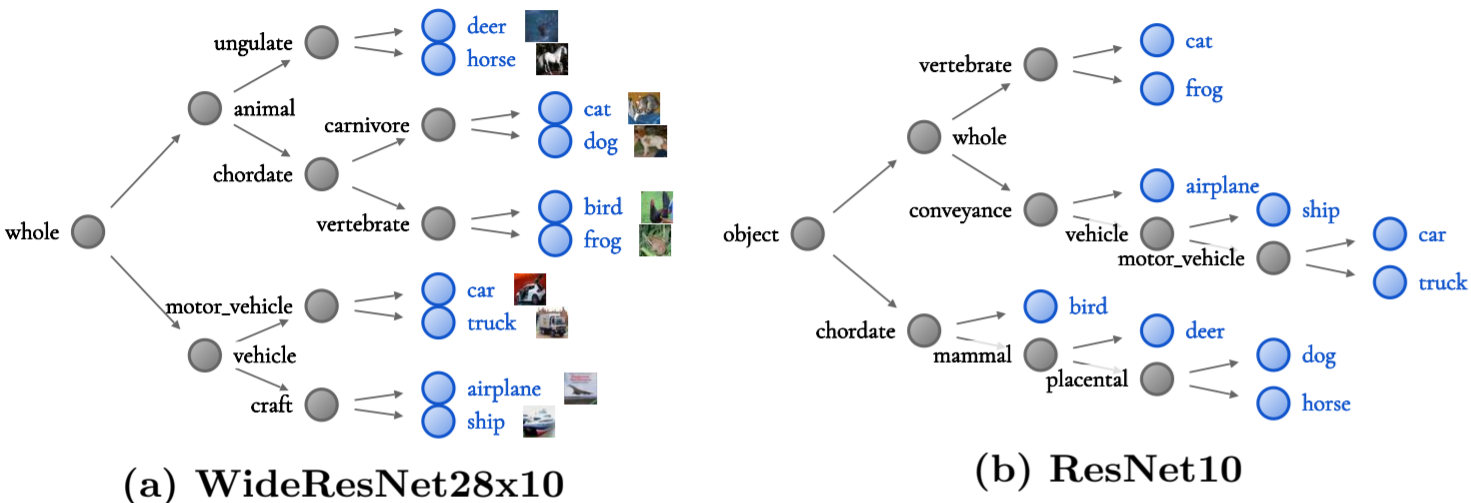 whole
animal
ungulate
deer
horse
chordate
carnivore
cat
dog
vertebrate
bird
frog
vehicle
motor_vehicle
car
truck
craft
airplane
ship
(a) WideResNet28x10
object
whole
vertebrate
cat
frog
conveyance
airplane
vehicle
ship
motor_vehicle
car
truck
chordate
bird
mammal
deer
placental
dog
horse
(b) ResNet10